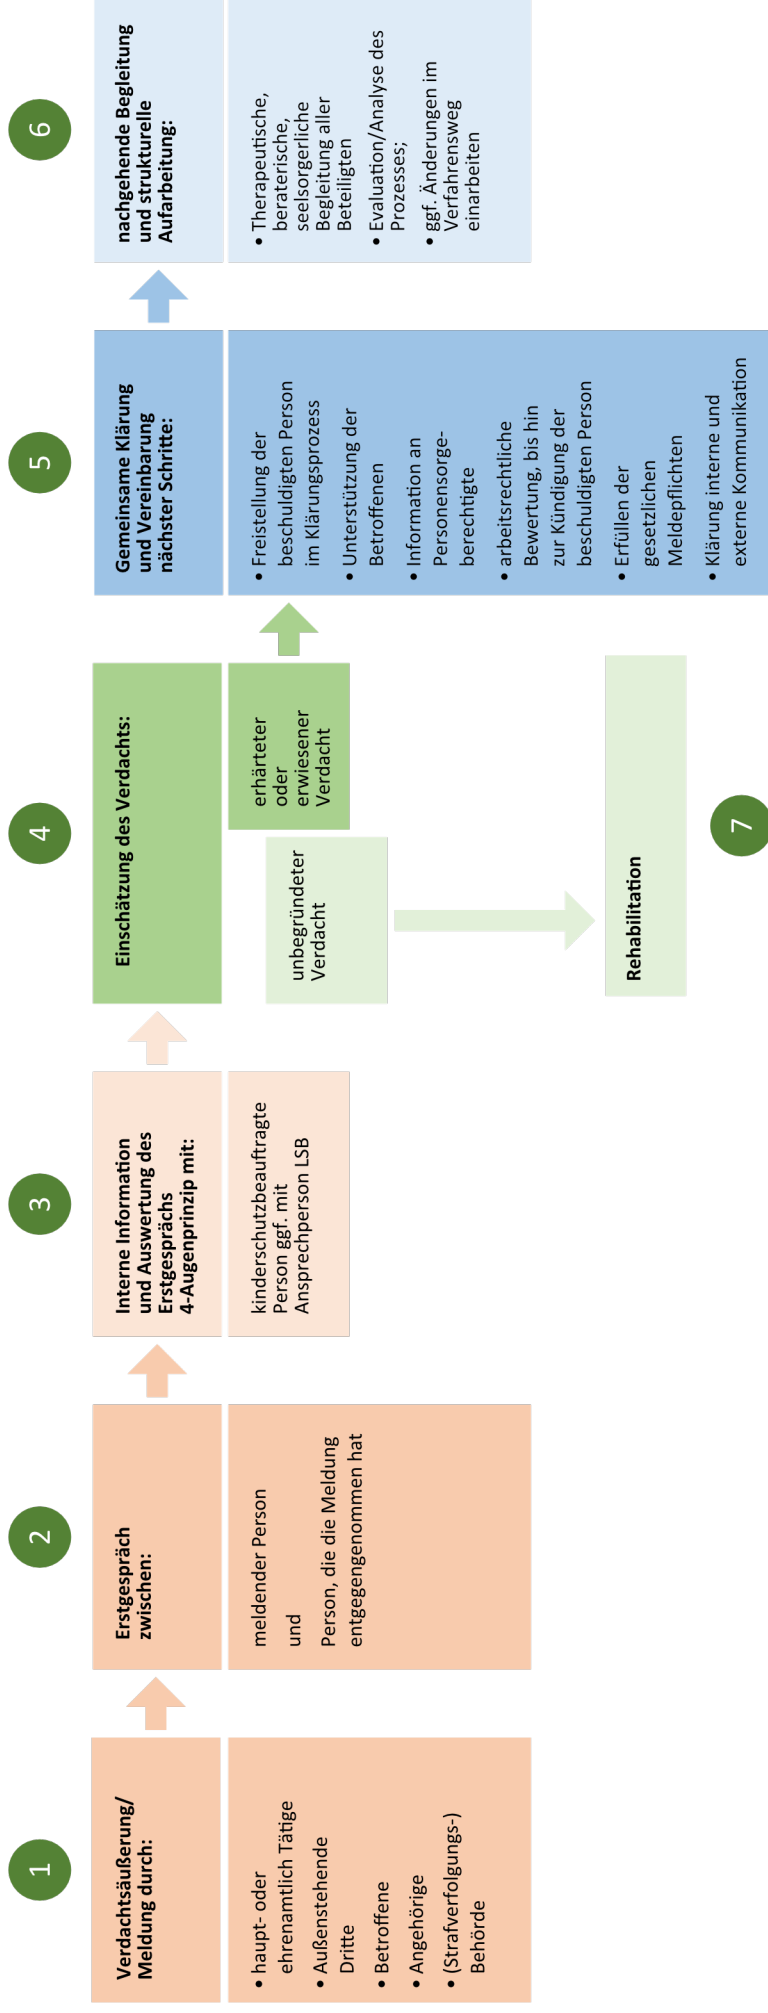 1
Verdachtsäußerung/
Meldung durch:
• haupt- oder
ehrenamtlich Tätige
• Außenstehende
Dritte
• Betroffene
• Angehörige
• (Strafverfolgungs-)
Behörde
2
Erstgespräch
zwischen:
meldender Person
und
Person, die die Meldung
entgegengenommen hat
3
Interne Information
und Auswertung des
Erstgesprächs
4-Augenprinzip mit:
kinderschutzbeauftragte
Person ggf. mit
Ansprechperson LSB
4
Einschätzung des Verdachts:
unbegründeter
Verdacht
erhärteter
oder
erwiesener
Verdacht
5
Gemeinsame Klärung
und Vereinbarung
nächster Schritte:
• Freistellung der
beschuldigten Person
im Klärungsprozess
• Unterstützung der
Betroffenen
• Information an
Personensorge-
berechtigte
• arbeitsrechtliche
Bewertung, bis hin
zur Kündigung der
beschuldigten Person
• Erfüllen der
gesetzlichen
Meldepflichten
• Klärung interne und
externe Kommunikation
6
nachgehende Begleitung
und strukturelle
Aufarbeitung:
• Therapeutische,
beraterische,
seelsorgerliche
Begleitung aller
Beteiligten
• Evaluation/Analyse des
Prozesses;
• ggf. Änderungen im
Verfahrensweg
einarbeiten
Rehabilitation
7